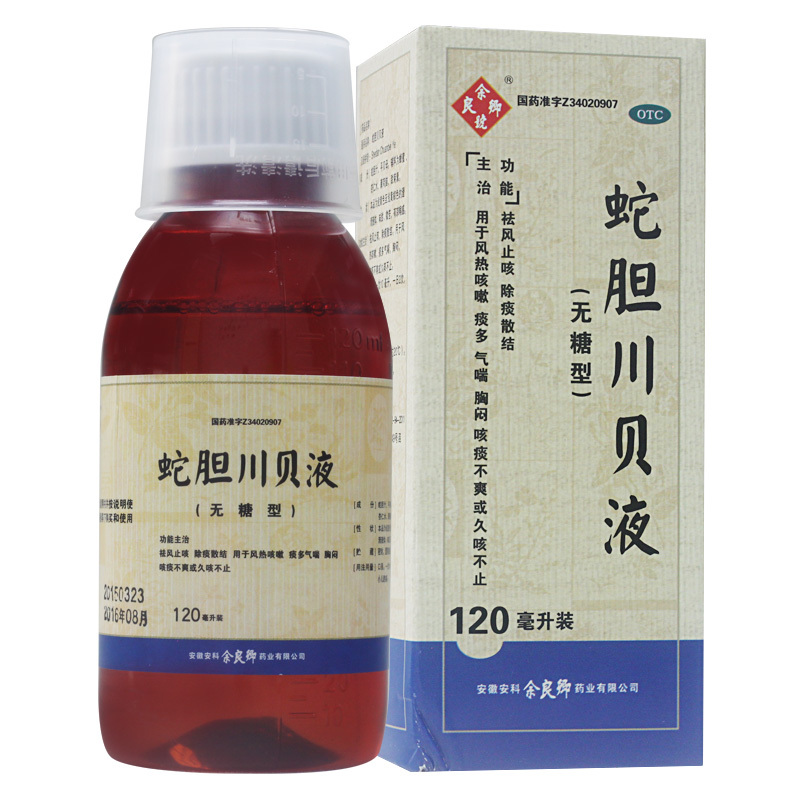 国药准字Z34020907
蛇胆川贝液
(无糖型)
功能主治
祛风止咳 除痰散结 用于风热咳嗽 痰多气喘 胸闷
咳痰不爽或久咳不止
20150323
2016年08月
120毫升装
安徽安科余良卿药业有限公司
余良卿號
®
国药准字Z34020907
OTC
蛇胆川贝液
(无糖型)
「功能」祛风止咳 除痰散结
「主治」用于风热咳嗽 痰多 气喘 胸闷 咳痰不爽或久咳不止
120毫升装
安徽安科余良卿药业有限公司